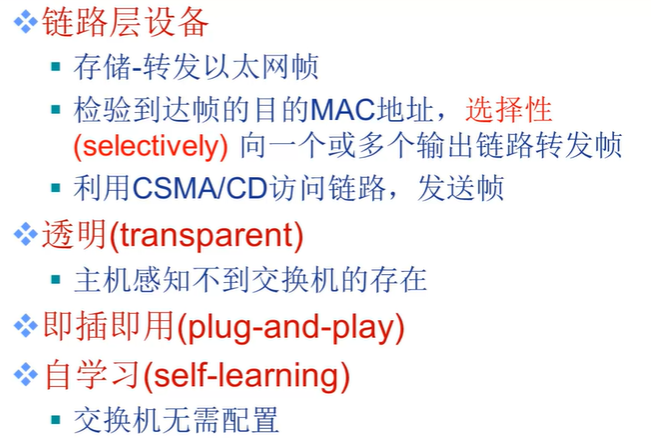 ❖链路层设备
▪ 存储-转发以太网帧
▪ 检验到达帧的目的MAC地址，选择性
(selectively) 向一个或多个输出链路转发帧
▪ 利用CSMA/CD访问链路，发送帧
❖透明(transparent)
▪ 主机感知不到交换机的存在
❖即插即用(plug-and-play)
❖自学习(self-learning)
▪ 交换机无需配置